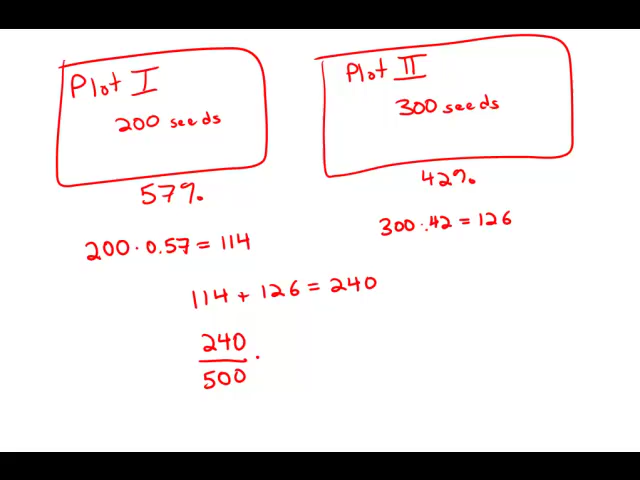 Plot I
200 seeds
57%
200 · 0.57 = 114
Plot II
300 seeds
42%
300 · .42 = 126
114 + 126 = 240
240
500 ·